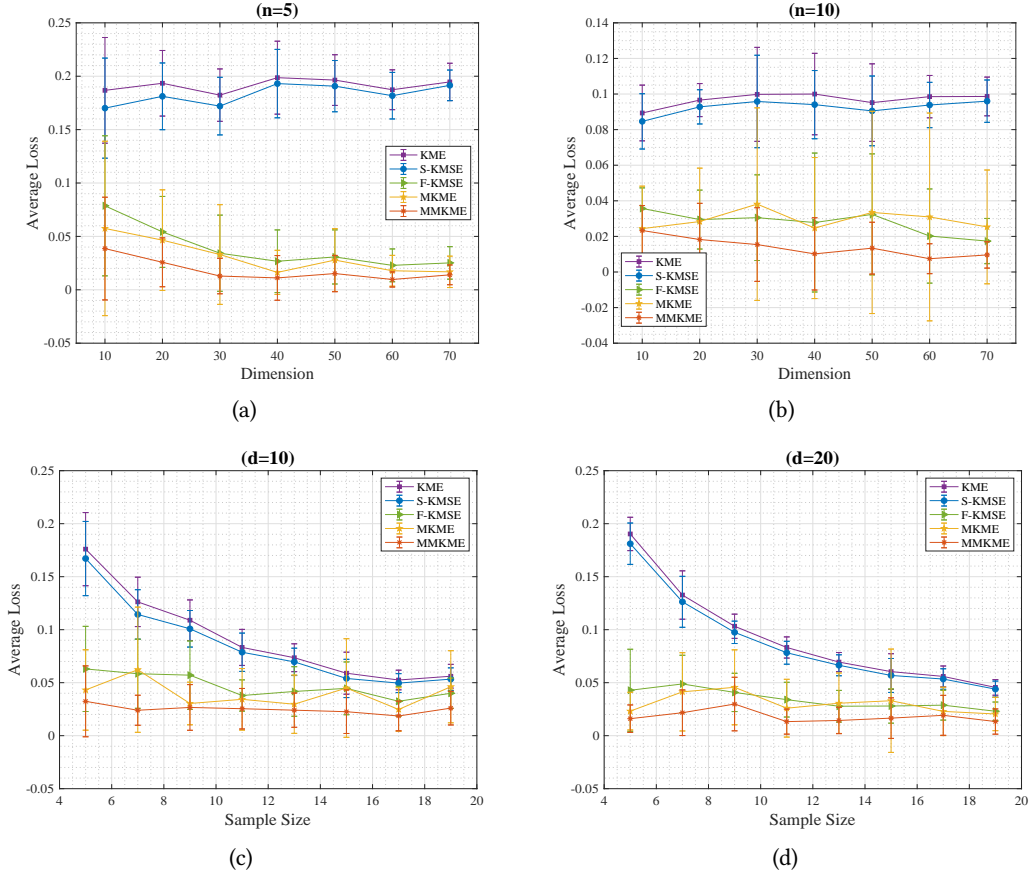 (n=5)
0.25
0.2
0.15
0.1
0.05
0
-0.05
Average Loss
KME
S-KMSE
F-KMSE
MKME
MMKME
10 20 30 40 50 60 70
Dimension
(a)
(n=10)
0.14
0.12
0.1
0.08
0.06
0.04
0.02
0
-0.02
-0.04
Average Loss
KME
S-KMSE
F-KMSE
MKME
MMKME
10 20 30 40 50 60 70
Dimension
(b)
(d=10)
0.25
0.2
0.15
0.1
0.05
0
-0.05
Average Loss
KME
S-KMSE
F-KMSE
MKME
MMKME
4 6 8 10 12 14 16 18 20
Sample Size
(c)
(d=20)
0.25
0.2
0.15
0.1
0.05
0
-0.05
Average Loss
KME
S-KMSE
F-KMSE
MKME
MMKME
4 6 8 10 12 14 16 18 20
Sample Size
(d)